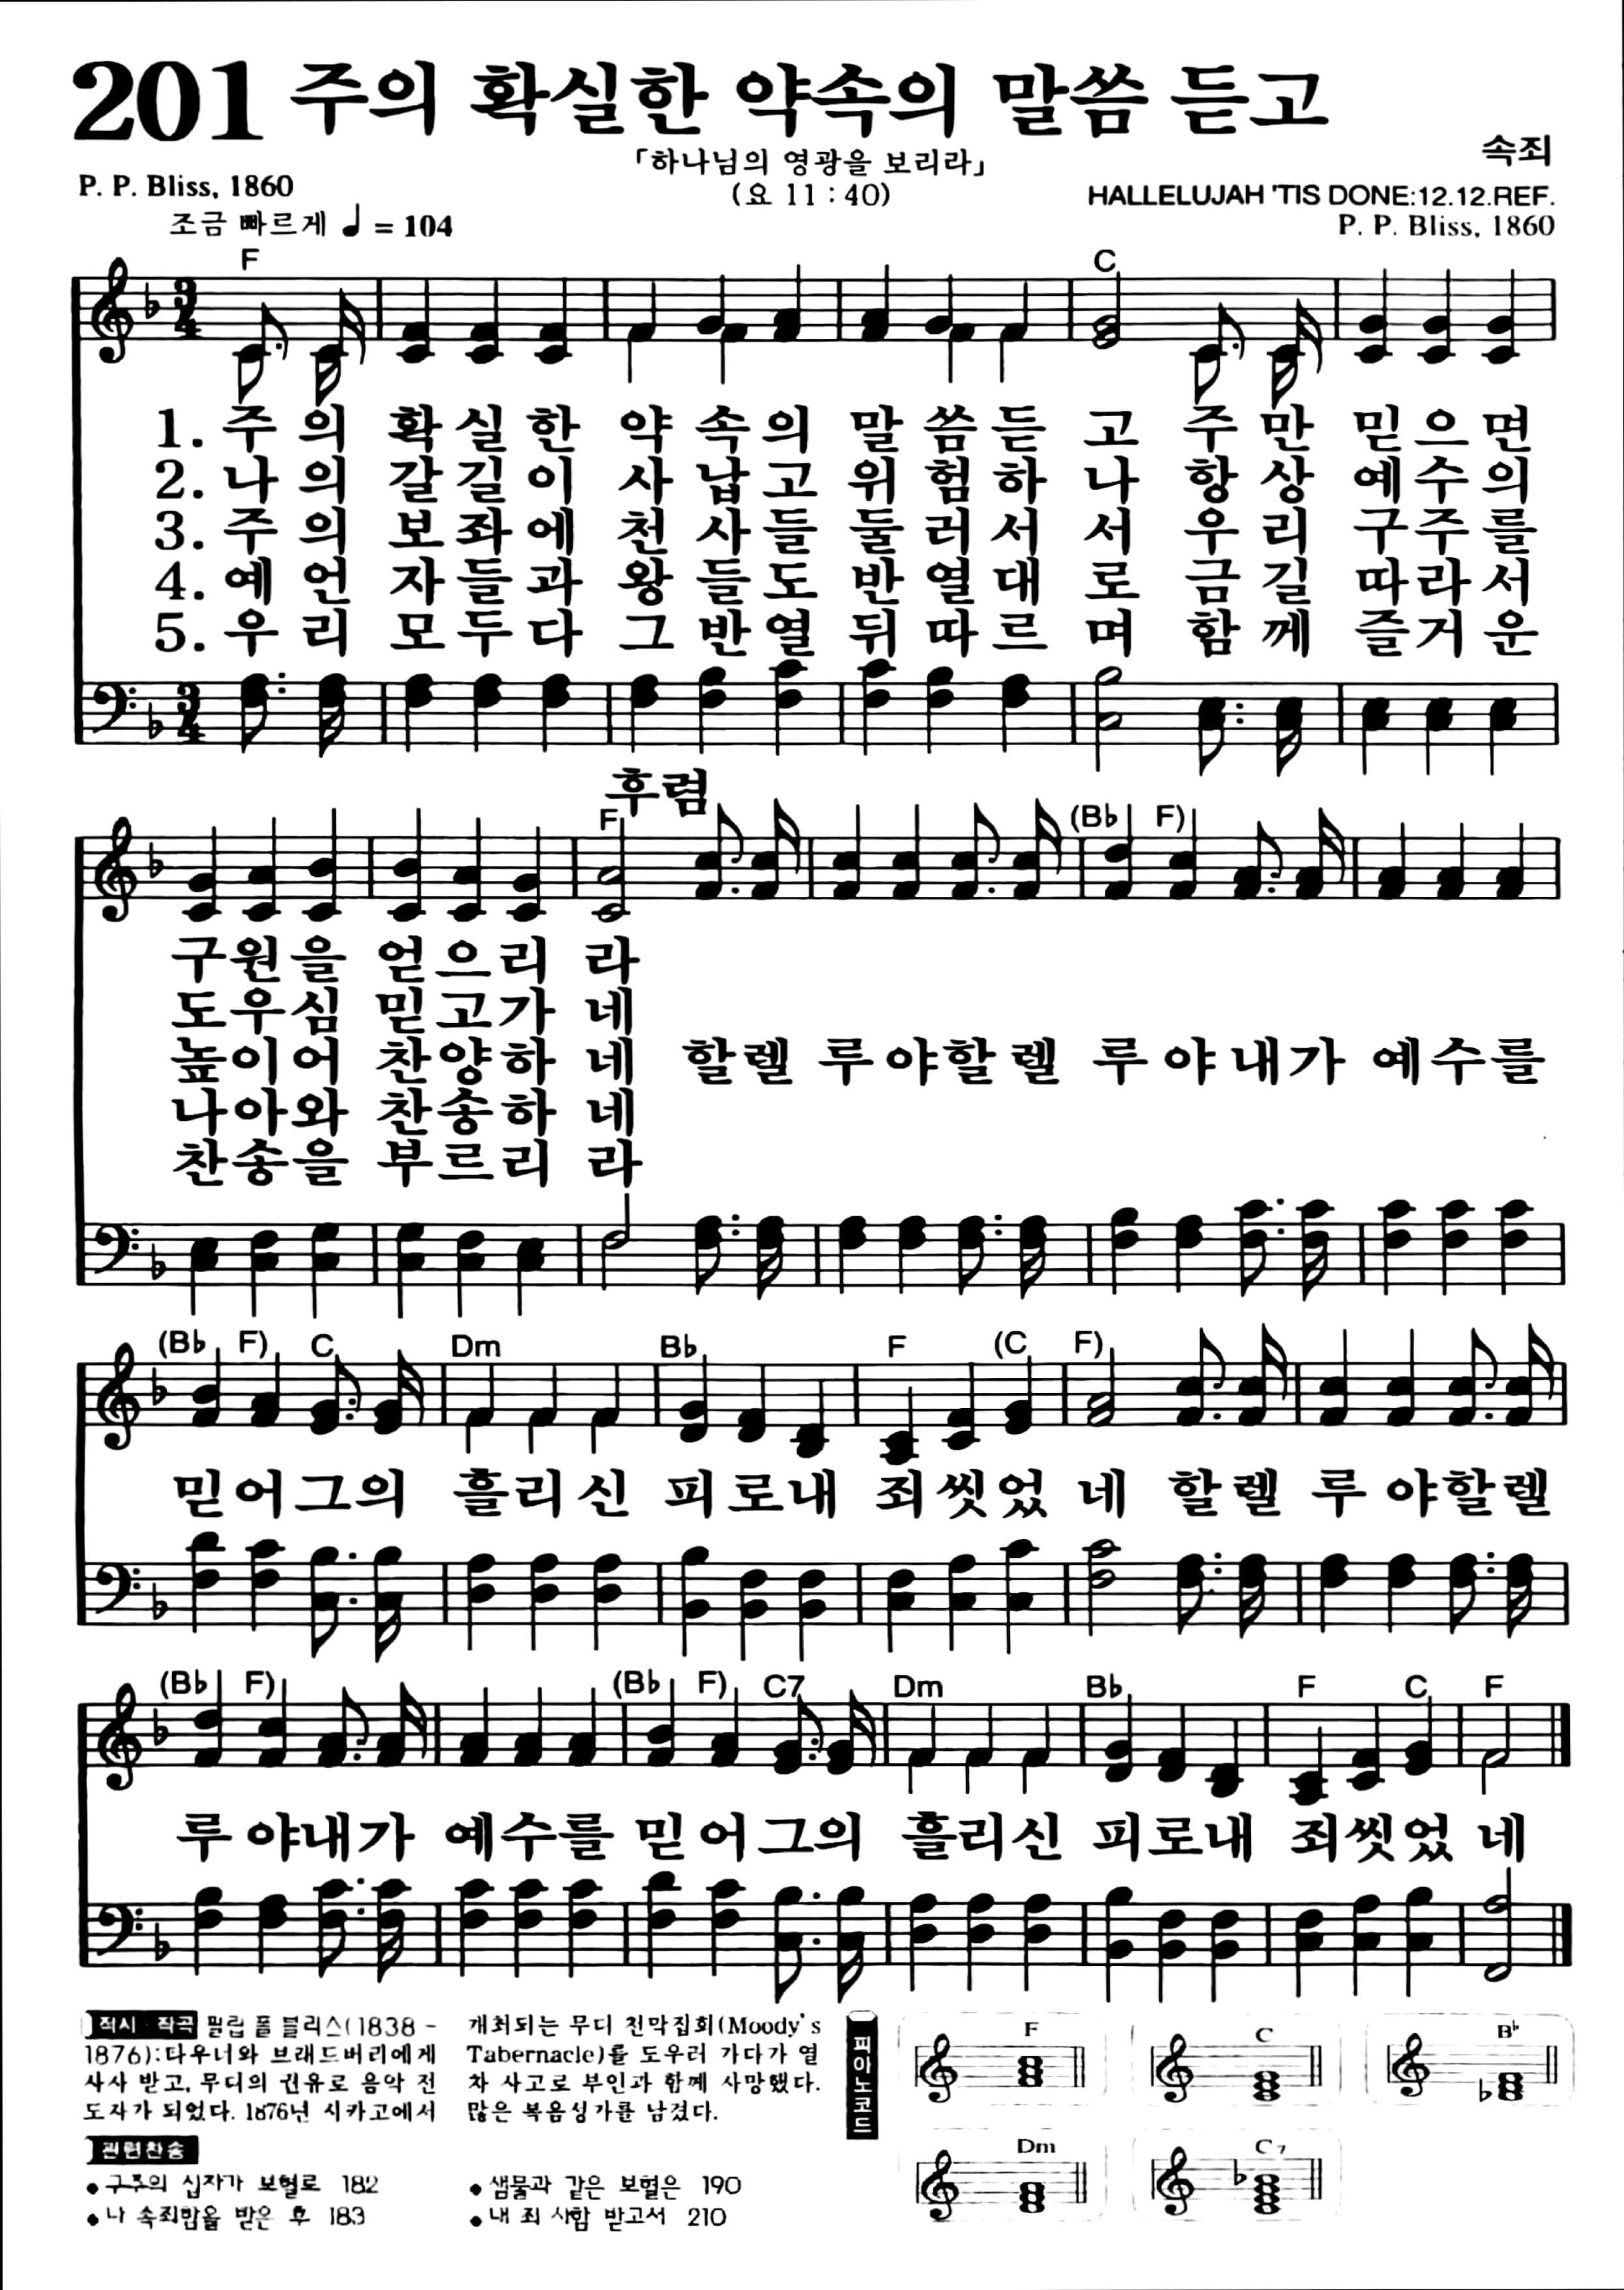 201 주의 확실한 약속의 말씀 듣고
「하나님의 영광을 보리라」
(요 11 : 40)
속죄
P. P. Bliss, 1860
HALLELUJAH 'TIS DONE:12.12.REF.
P. P. Bliss, 1860
조금 빠르게 ♩ = 104
F C
1. 주 의 확 실 한 약 속 의 말 씀 듣 고 주 만 믿 으 면
2. 나 의 갈 길 이 사 납 고 위 험 하 나 항 상 예 수 의
3. 주 의 보 좌 에 천 사 들 둘 러 서 서 우 리 구 주 를
4. 예 언 자 들 과 왕 들 도 반 열 대 로 금 길 따 라 서
5. 우 리 모 두 다 그 반 열 뒤 따 르 며 함 께 즐 거 운
후렴
F (B♭ F)
구 원 을 얻 으 리 라
도 우 심 믿 고 가 네
높 이 어 찬 양 하 네 할 렐 루 야 할 렐 루 야 내 가 예 수 를
나 아 와 찬 송 하 네
찬 송 을 부 르 리 라
(B♭ F) C Dm B♭ F (C F)
믿 어 그 의 흘 리 신 피 로 내 죄 씻 었 네 할 렐 루 야 할 렐
(B♭ F) (B♭ F) C7 Dm B♭ F C F
루 야 내 가 예 수 를 믿 어 그 의 흘 리 신 피 로 내 죄 씻 었 네
작시·작곡 필립 폴 블리스(1838 -
1876):타우너와 브래드버리에게
사사 받고, 무디의 권유로 음악 전
도자가 되었다. 1876년 시카고에서
개최되는 무디 천막집회(Moody's
Tabernacle)를 도우러 가다가 열
차 사고로 부인과 함께 사망했다.
많은 복음성가를 남겼다.
관련찬송
● 구주의 십자가 보혈로 182
● 나 속죄함을 받은 후 183
● 샘물과 같은 보혈은 190
● 내 죄 사함 받고서 210
피아노코드
F C B♭
Dm C7